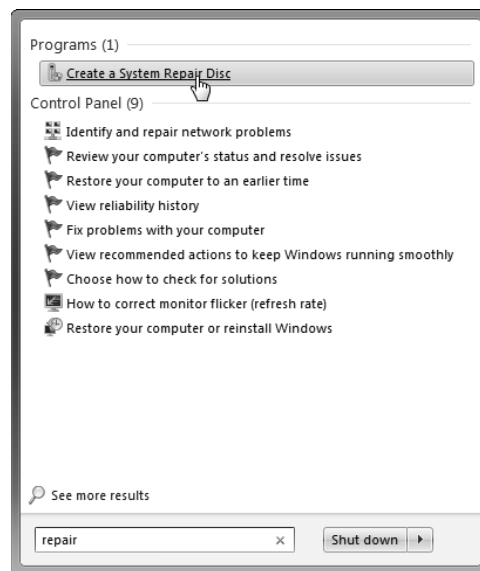 Programs (1)
Create a System Repair Disc
Control Panel (9)
Identify and repair network problems
Review your computer's status and resolve issues
Restore your computer to an earlier time
View reliability history
Fix problems with your computer
View recommended actions to keep Windows running smoothly
Choose how to check for solutions
How to correct monitor flicker (refresh rate)
Restore your computer or reinstall Windows
See more results
repair
Shut down